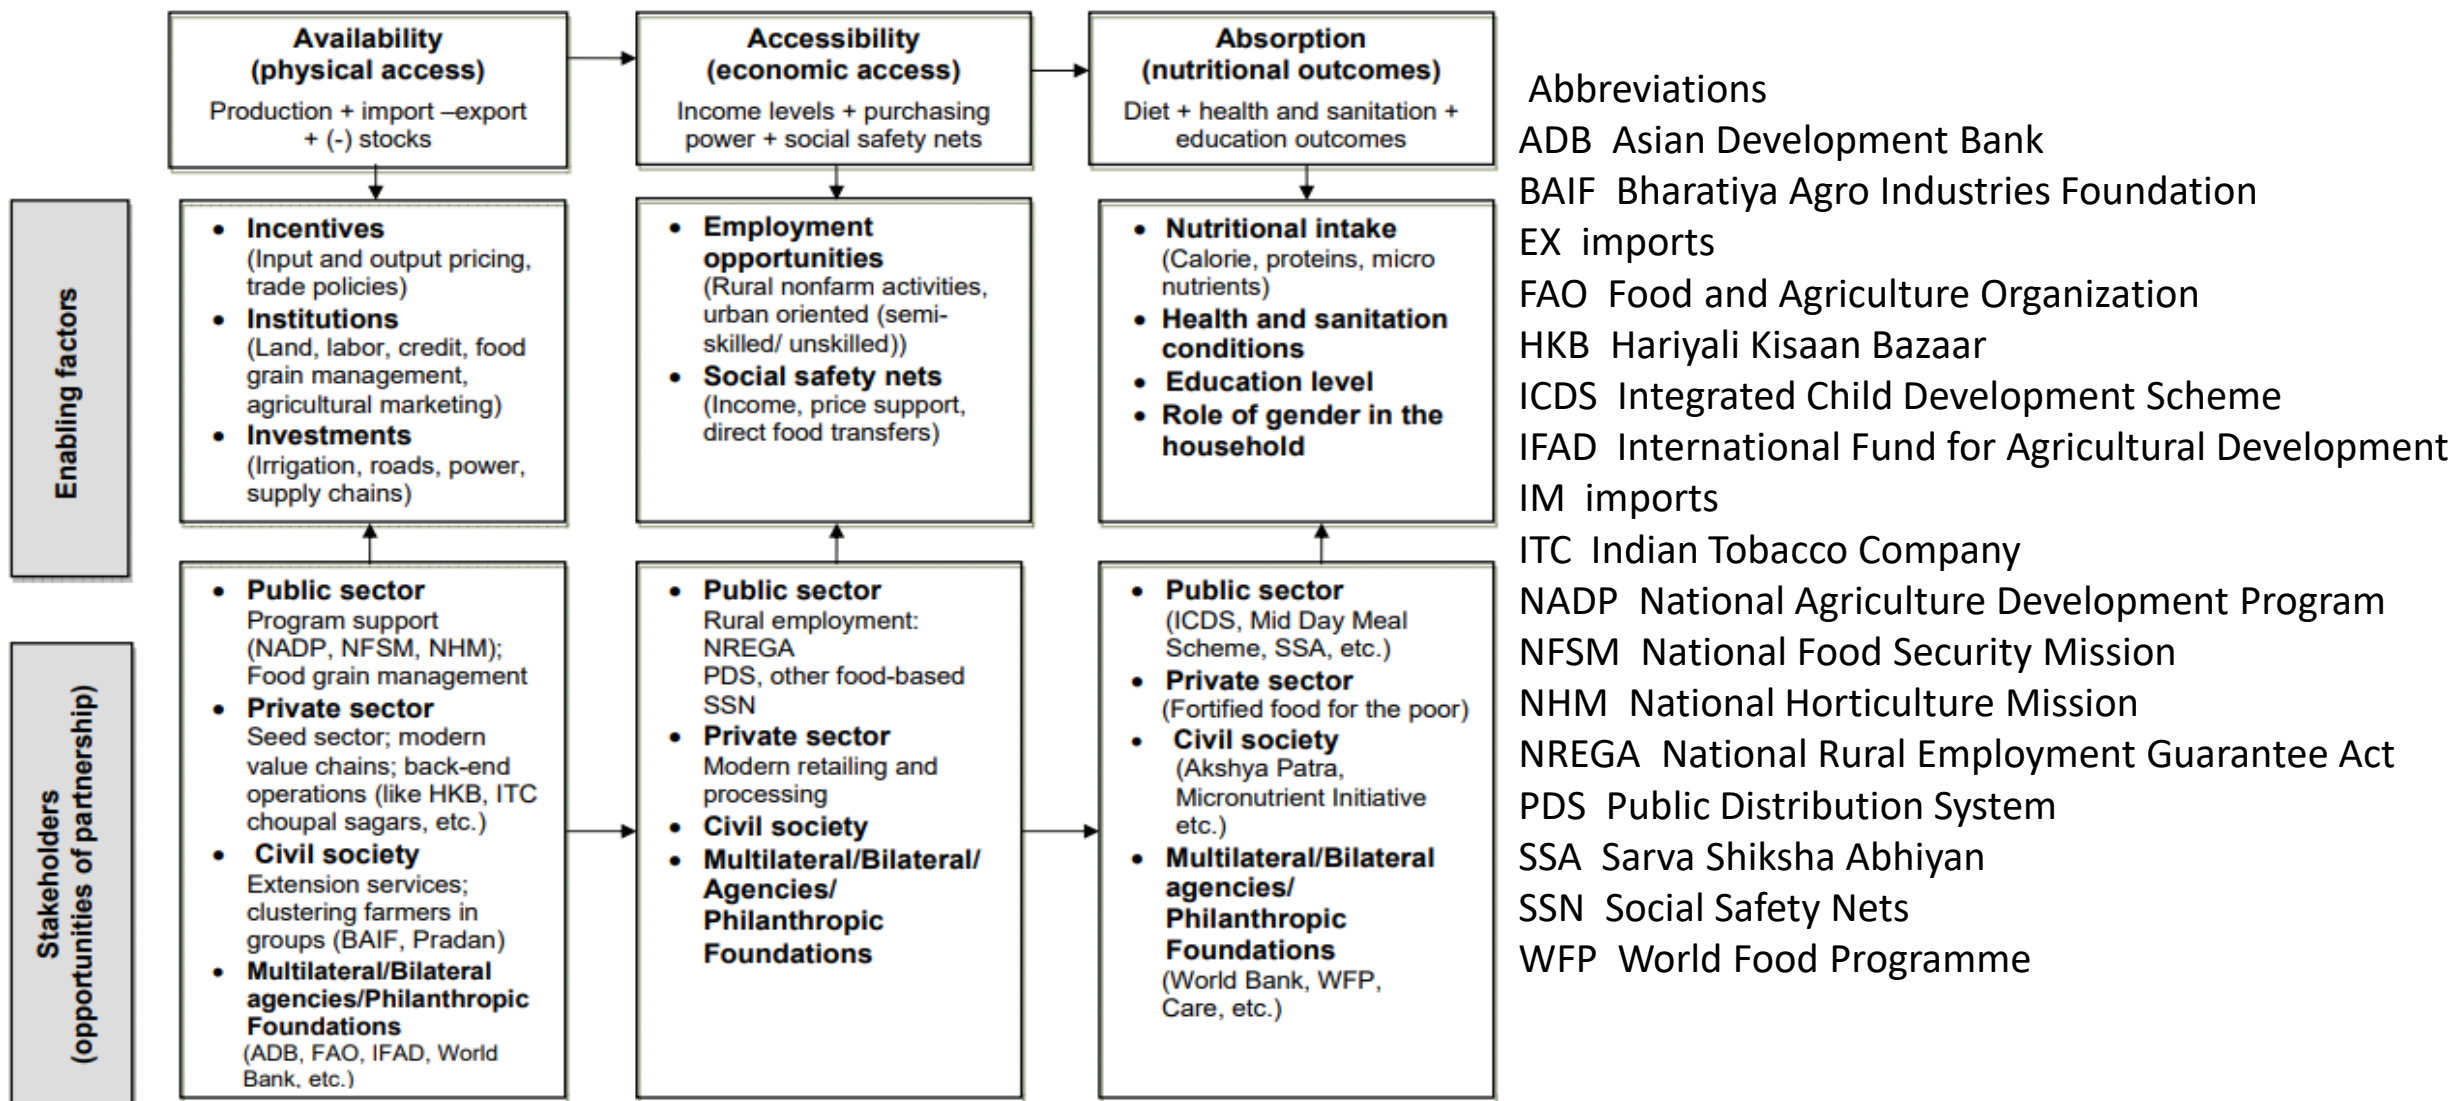 Availability
(physical access)
Production + import –export
+ (-) stocks
Accessibility
(economic access)
Income levels + purchasing
power + social safety nets
Absorption
(nutritional outcomes)
Diet + health and sanitation +
education outcomes
Enabling factors
• Incentives
(Input and output pricing,
trade policies)
• Institutions
(Land, labor, credit, food
grain management,
agricultural marketing)
• Investments
(Irrigation, roads, power,
supply chains)
• Employment
opportunities
(Rural nonfarm activities,
urban oriented (semi-
skilled/ unskilled))
• Social safety nets
(Income, price support,
direct food transfers)
• Nutritional intake
(Calorie, proteins, micro
nutrients)
• Health and sanitation
conditions
• Education level
• Role of gender in the
household
Stakeholders
(opportunities of partnership)
• Public sector
Program support
(NADP, NFSM, NHM);
Food grain management
• Private sector
Seed sector; modern
value chains; back-end
operations (like HKB, ITC
choupal sagars, etc.)
• Civil society
Extension services;
clustering farmers in
groups (BAIF, Pradan)
• Multilateral/Bilateral
agencies/Philanthropic
Foundations
(ADB, FAO, IFAD, World
Bank, etc.)
• Public sector
Rural employment:
NREGA
PDS, other food-based
SSN
• Private sector
Modern retailing and
processing
• Civil society
• Multilateral/Bilateral/
Agencies/
Philanthropic
Foundations
• Public sector
(ICDS, Mid Day Meal
Scheme, SSA, etc.)
• Private sector
(Fortified food for the poor)
• Civil society
(Akshya Patra,
Micronutrient Initiative
etc.)
• Multilateral/Bilateral
agencies/
Philanthropic
Foundations
(World Bank, WFP,
Care, etc.)
Abbreviations
ADB Asian Development Bank
BAIF Bharatiya Agro Industries Foundation
EX imports
FAO Food and Agriculture Organization
HKB Hariyali Kisaan Bazaar
ICDS Integrated Child Development Scheme
IFAD International Fund for Agricultural Development
IM imports
ITC Indian Tobacco Company
NADP National Agriculture Development Program
NFSM National Food Security Mission
NHM National Horticulture Mission
NREGA National Rural Employment Guarantee Act
PDS Public Distribution System
SSA Sarva Shiksha Abhiyan
SSN Social Safety Nets
WFP World Food Programme